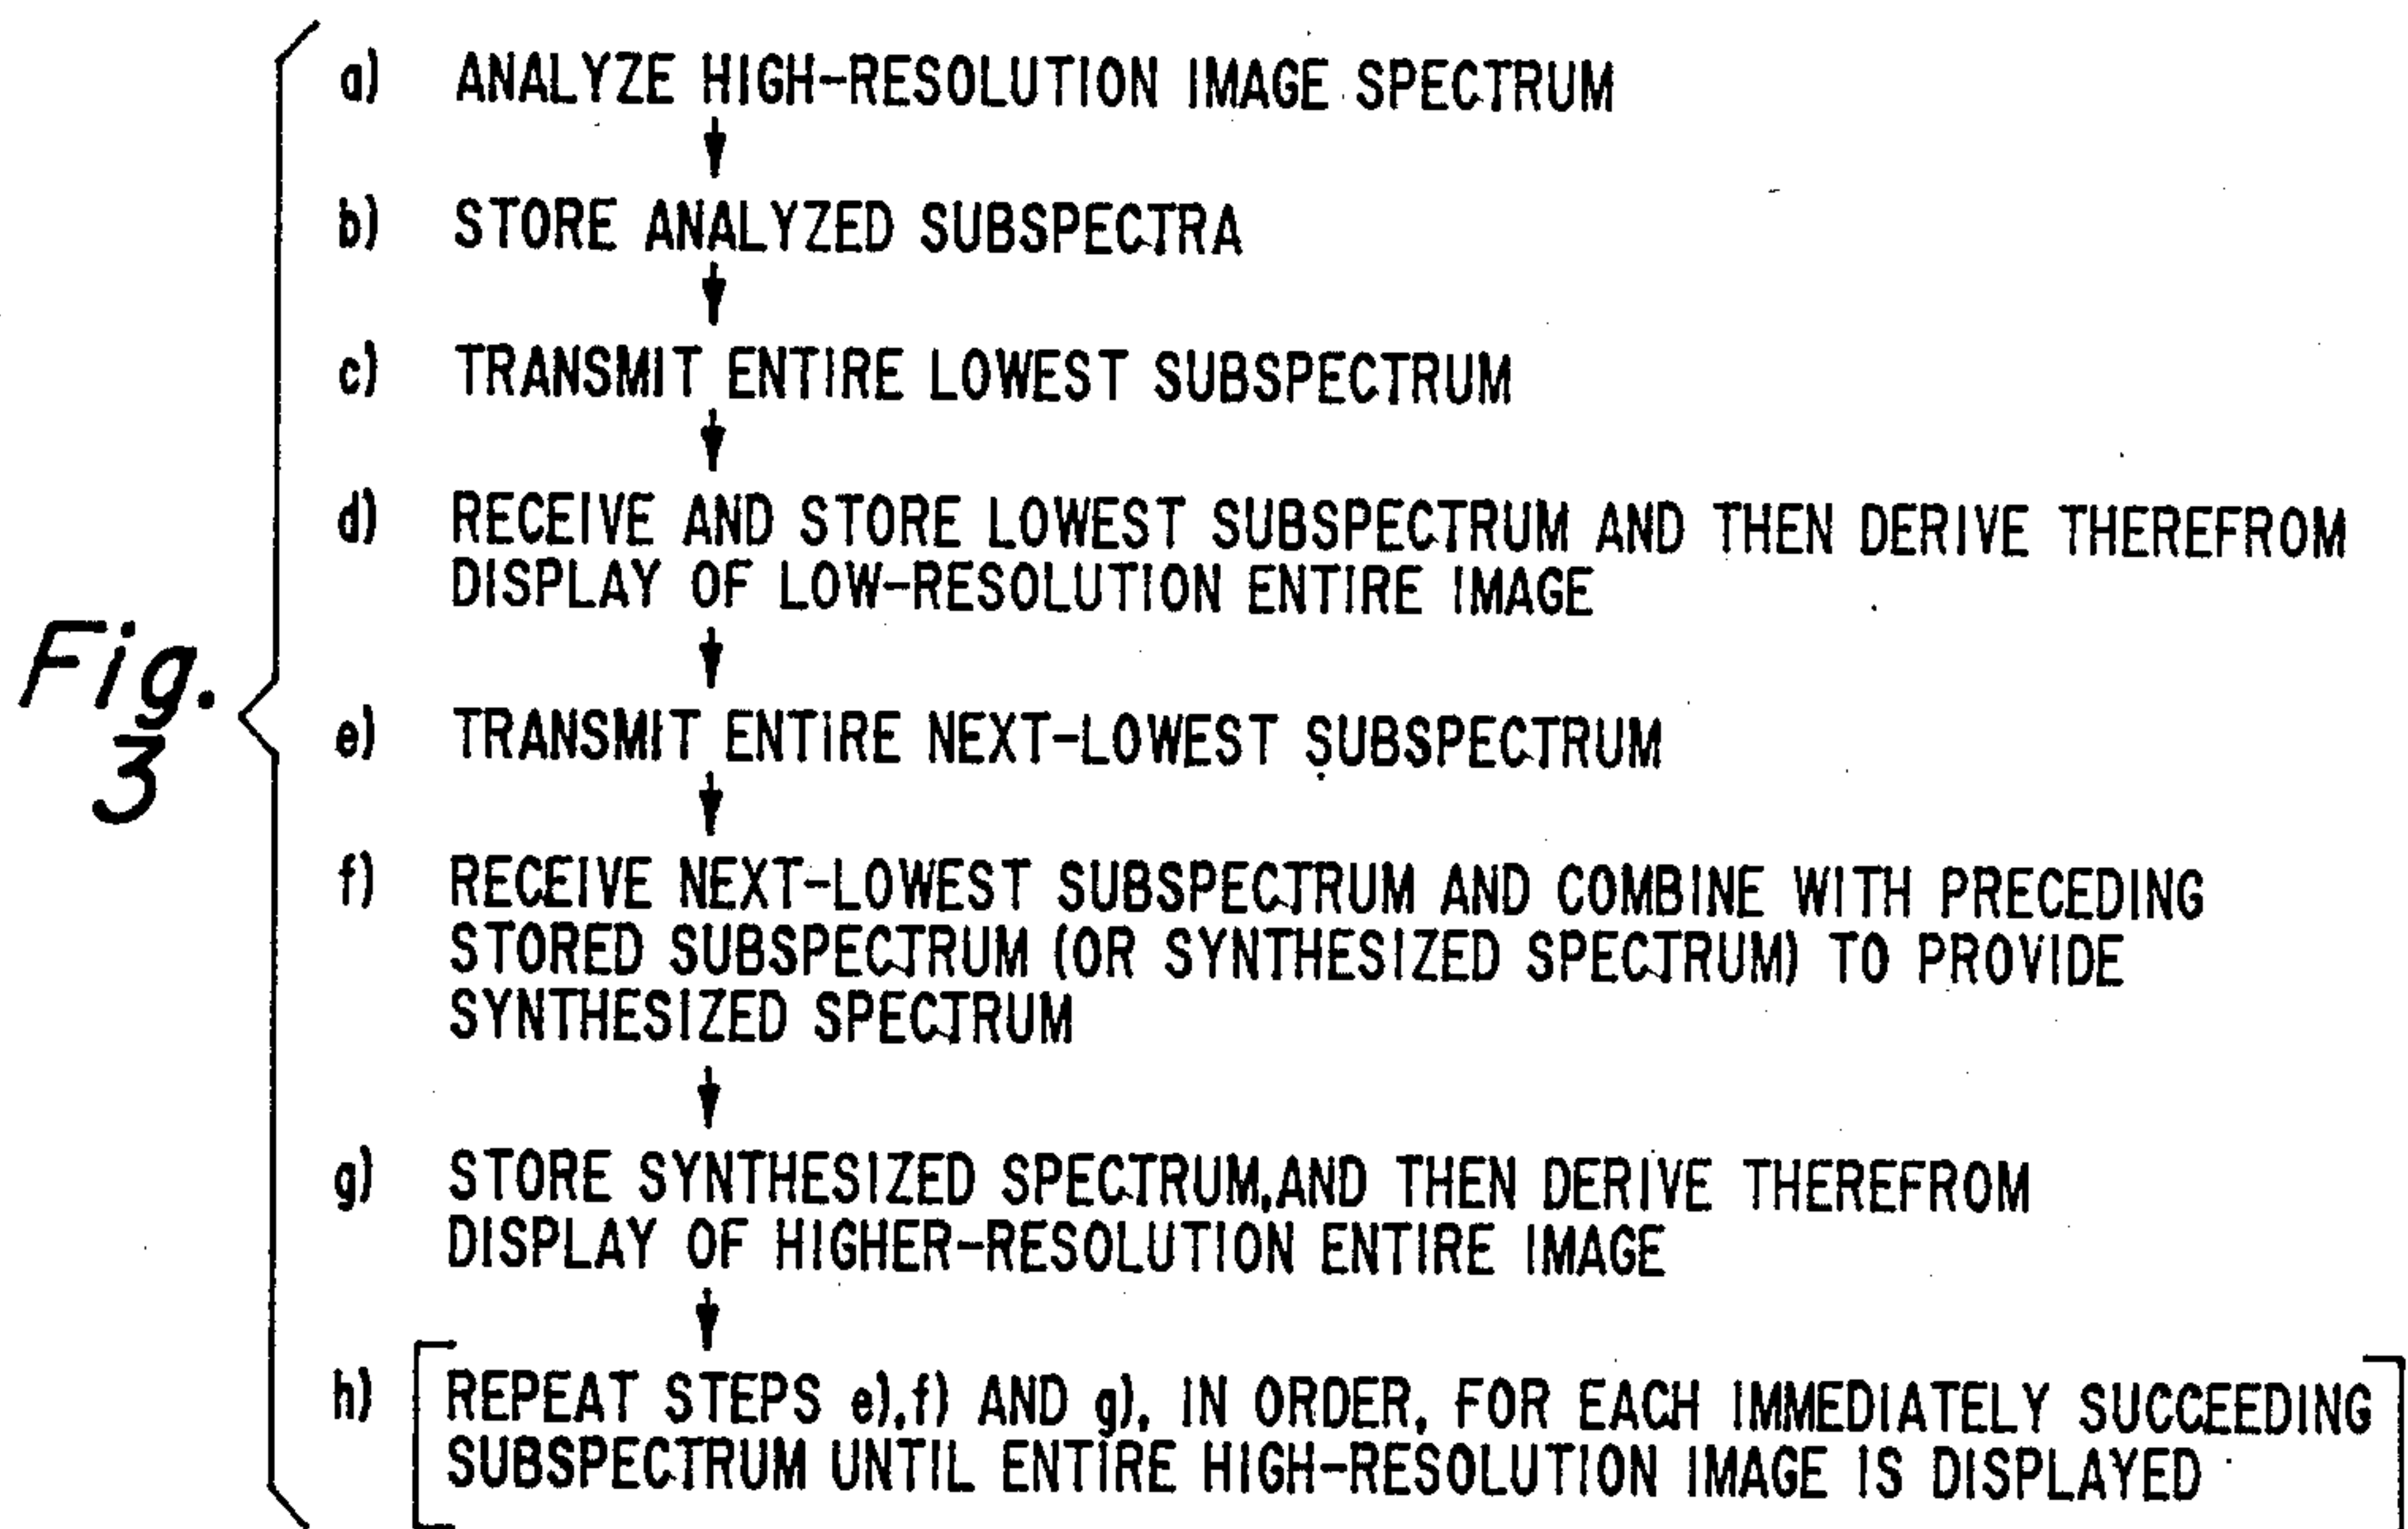 Fig.
3
a) ANALYZE HIGH-RESOLUTION IMAGE SPECTRUM
b) STORE ANALYZED SUBSPECTRA
c) TRANSMIT ENTIRE LOWEST SUBSPECTRUM
d) RECEIVE AND STORE LOWEST SUBSPECTRUM AND THEN DERIVE THEREFROM
DISPLAY OF LOW-RESOLUTION ENTIRE IMAGE
e) TRANSMIT ENTIRE NEXT-LOWEST SUBSPECTRUM
f) RECEIVE NEXT-LOWEST SUBSPECTRUM AND COMBINE WITH PRECEDING
STORED SUBSPECTRUM (OR SYNTHESIZED SPECTRUM) TO PROVIDE
SYNTHESIZED SPECTRUM
g) STORE SYNTHESIZED SPECTRUM, AND THEN DERIVE THEREFROM
DISPLAY OF HIGHER-RESOLUTION ENTIRE IMAGE
h) [REPEAT STEPS e), f) AND g), IN ORDER, FOR EACH IMMEDIATELY SUCCEEDING
SUBSPECTRUM UNTIL ENTIRE HIGH-RESOLUTION IMAGE IS DISPLAYED]